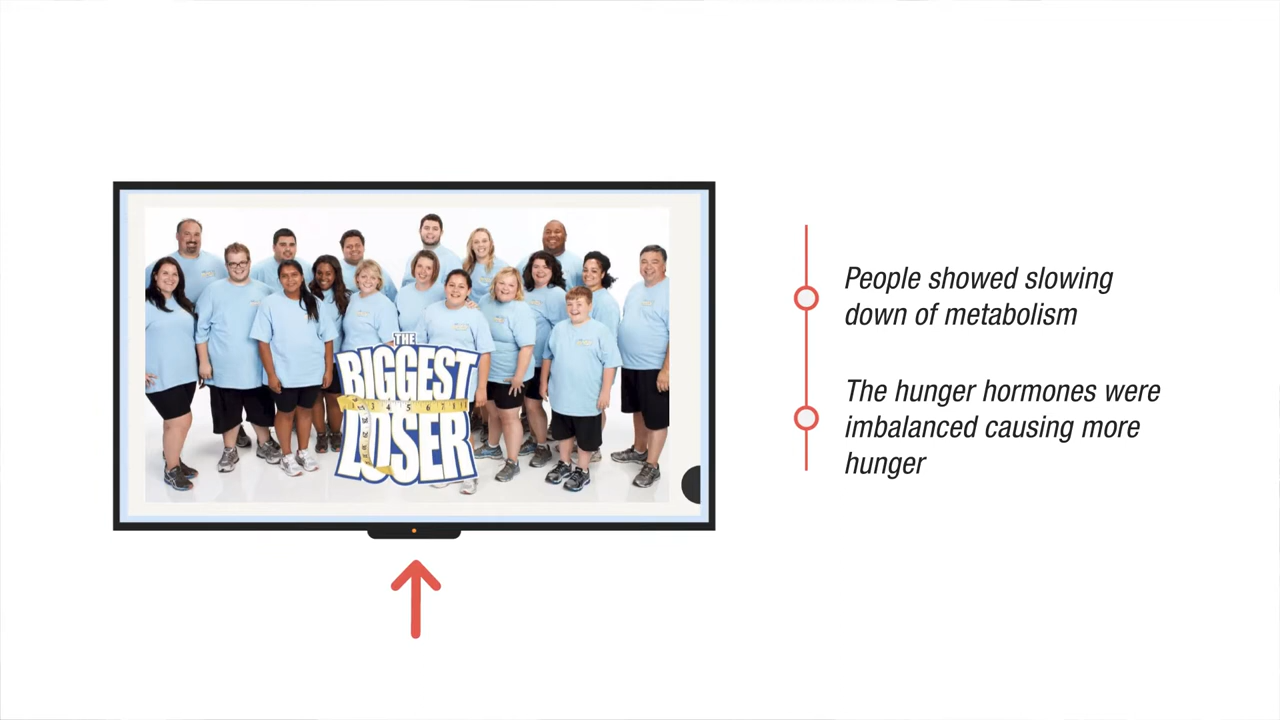 THE
BIGGEST
LOSER
People showed slowing
down of metabolism
The hunger hormones were
imbalanced causing more
hunger